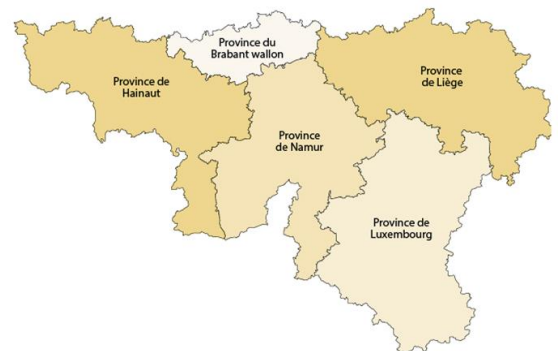 Province du
Brabant wallon
Province de
Hainaut
Province
de Liège
Province
de Namur
Province de
Luxembourg